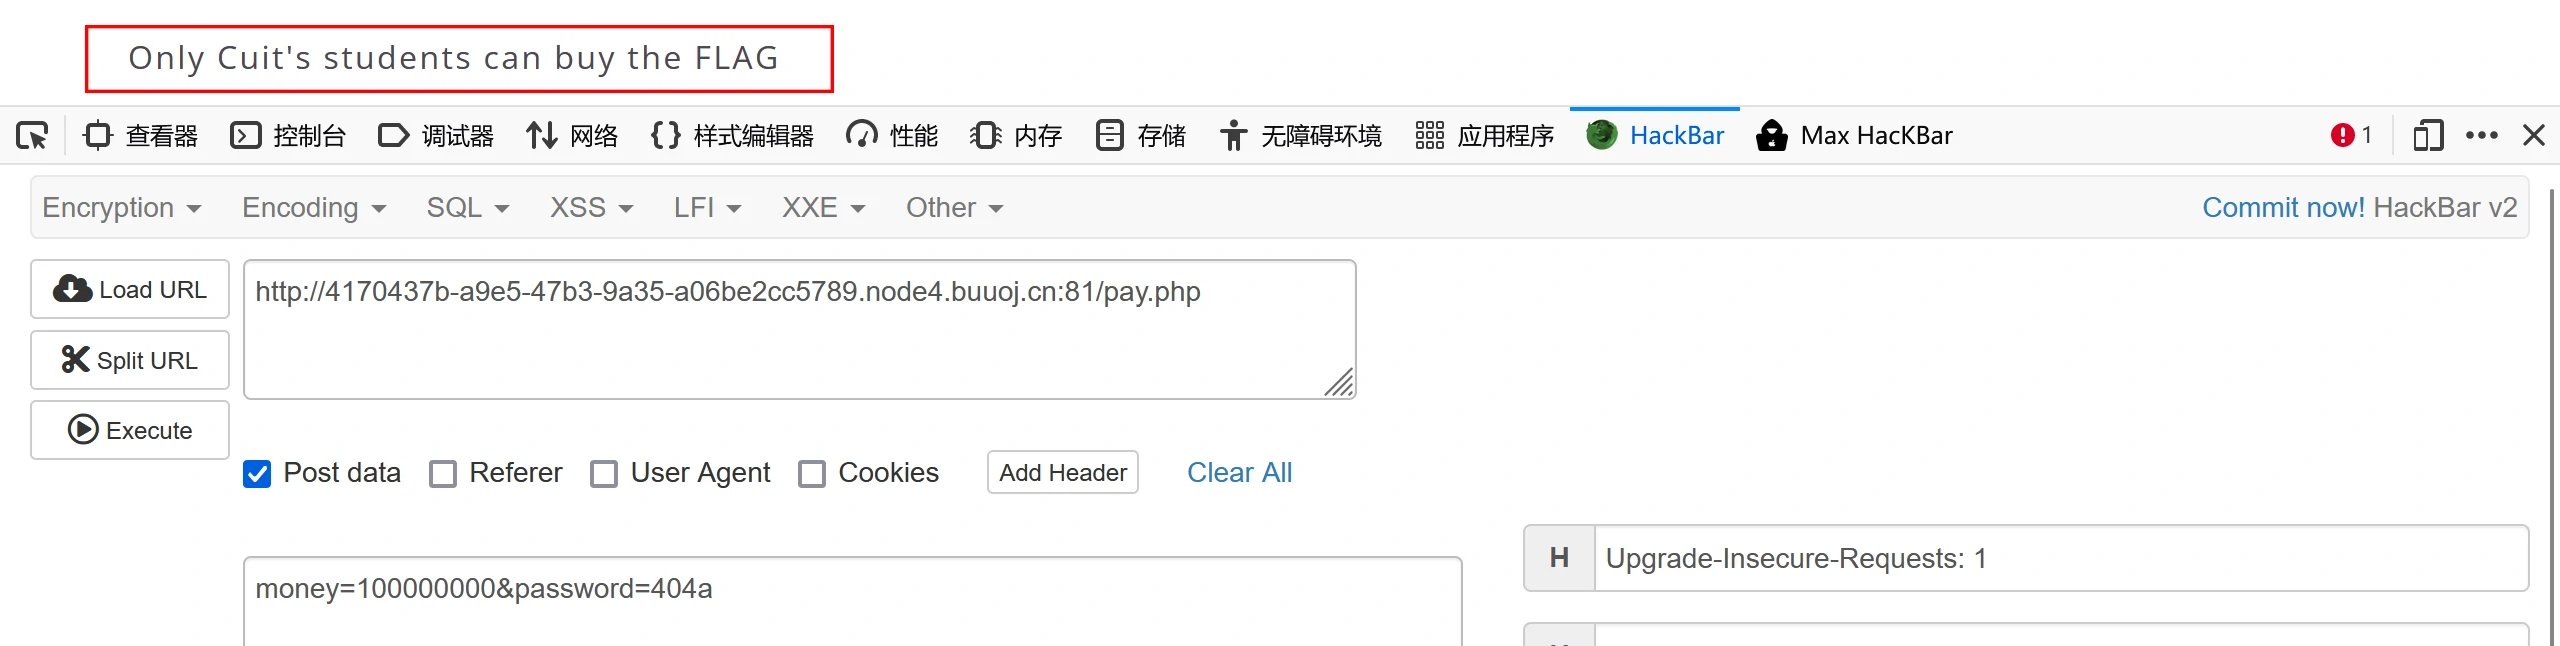 Only Cuit's students can buy the FLAG
查看器 控制台 调试器 网络 {} 样式编辑器 性能 内存 存储 无障碍环境 应用程序 HackBar Max HacKBar 1
Encryption Encoding SQL XSS LFI XXE Other Commit now! HackBar v2
Load URL http://4170437b-a9e5-47b3-9a35-a06be2cc5789.node4.buuoj.cn:81/pay.php
Split URL
Execute
Post data Referer User Agent Cookies Add Header Clear All
H Upgrade-Insecure-Requests: 1
money=100000000&password=404a